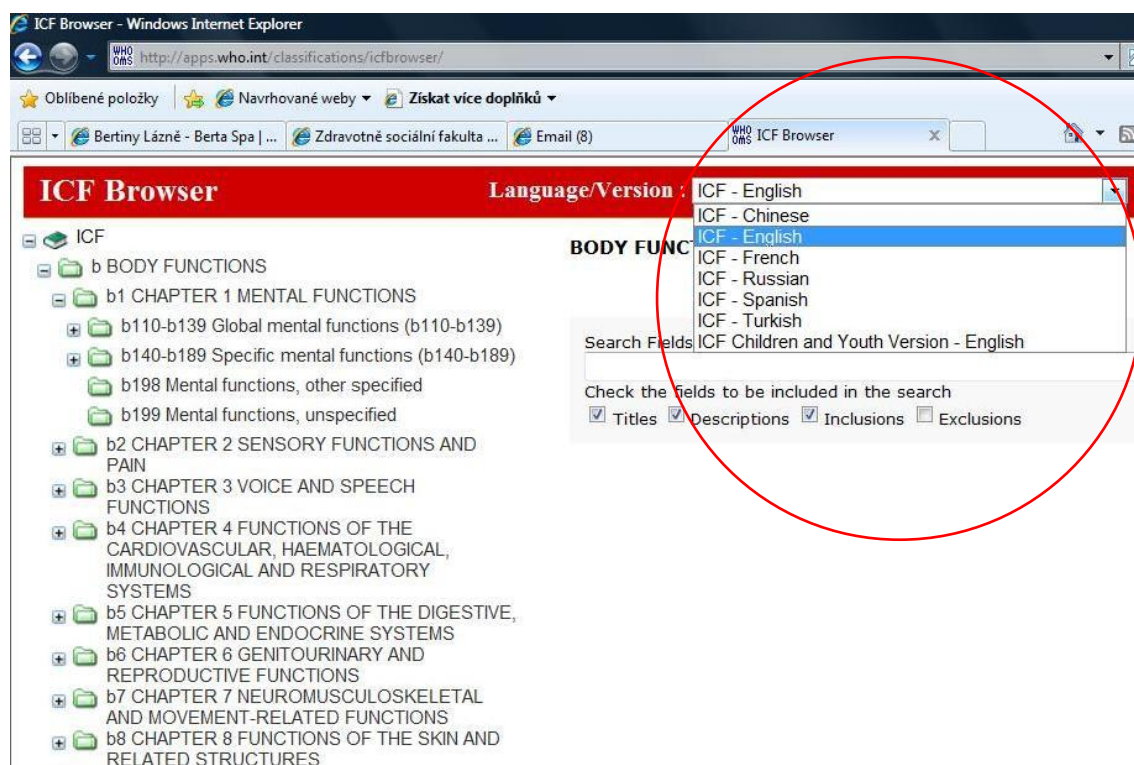 ICF Browser - Windows Internet Explorer
WHO OMS http://apps.who.int/classifications/icfbrowser/
Oblíbené položky Navrhované weby Získat více doplňků
Bertiny Lázně - Berta Spa | ... Zdravotně sociální fakulta ... Email (8) WHO OMS ICF Browser x
ICF Browser Language/Version : ICF - English
ICF - Chinese
ICF - English
ICF - French
ICF - Russian
ICF - Spanish
ICF - Turkish
ICF Children and Youth Version - English
ICF
b BODY FUNCTIONS
b1 CHAPTER 1 MENTAL FUNCTIONS
b110-b139 Global mental functions (b110-b139)
b140-b189 Specific mental functions (b140-b189)
b198 Mental functions, other specified
b199 Mental functions, unspecified
b2 CHAPTER 2 SENSORY FUNCTIONS AND
PAIN
b3 CHAPTER 3 VOICE AND SPEECH
FUNCTIONS
b4 CHAPTER 4 FUNCTIONS OF THE
CARDIOVASCULAR, HAEMATOLOGICAL,
IMMUNOLOGICAL AND RESPIRATORY
SYSTEMS
b5 CHAPTER 5 FUNCTIONS OF THE DIGESTIVE,
METABOLIC AND ENDOCRINE SYSTEMS
b6 CHAPTER 6 GENITOURINARY AND
REPRODUCTIVE FUNCTIONS
b7 CHAPTER 7 NEUROMUSCULOSKELETAL
AND MOVEMENT-RELATED FUNCTIONS
b8 CHAPTER 8 FUNCTIONS OF THE SKIN AND
RELATED STRUCTURES
BODY FUNC
Search Fields
Check the fields to be included in the search
Titles Descriptions Inclusions Exclusions